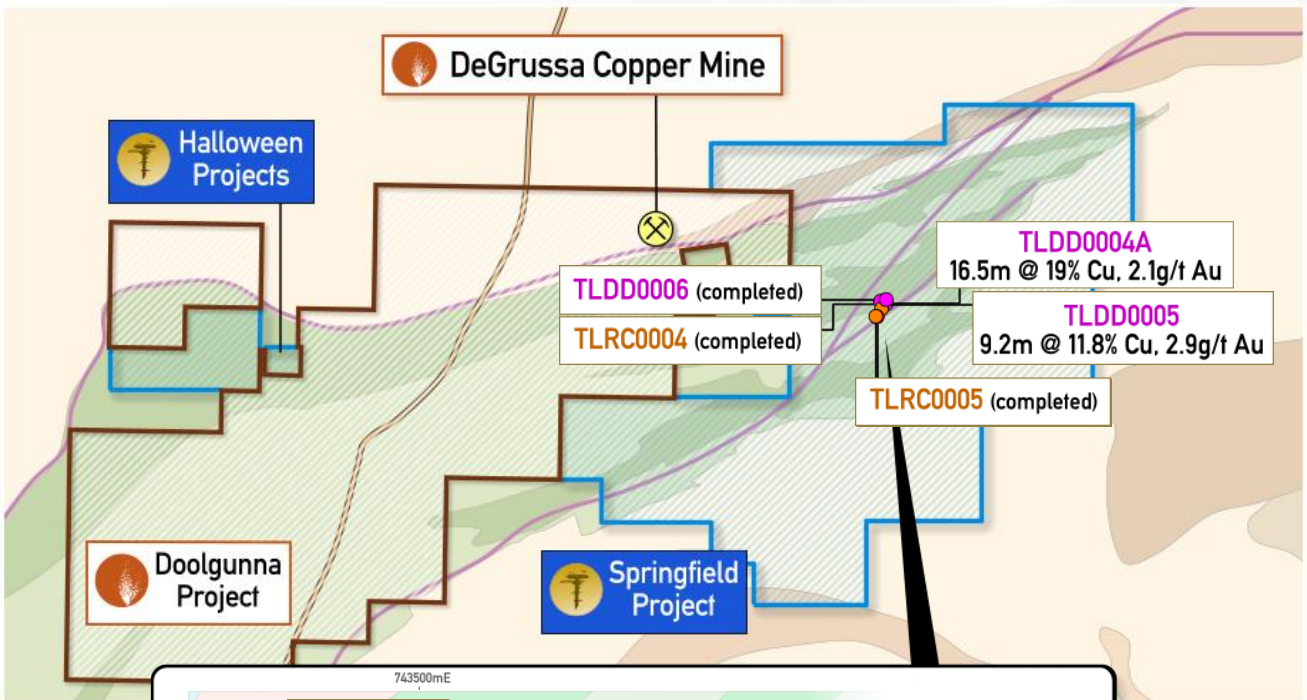 DeGrussa Copper Mine
Halloween
Projects
TLDD0004A
16.5m @ 19% Cu, 2.1g/t Au
TLDD0006 (completed)
TLDD0005
9.2m @ 11.8% Cu, 2.9g/t Au
TLRC0004 (completed)
TLRC0005 (completed)
Doolgunna
Project
Springfield
Project
743500mE